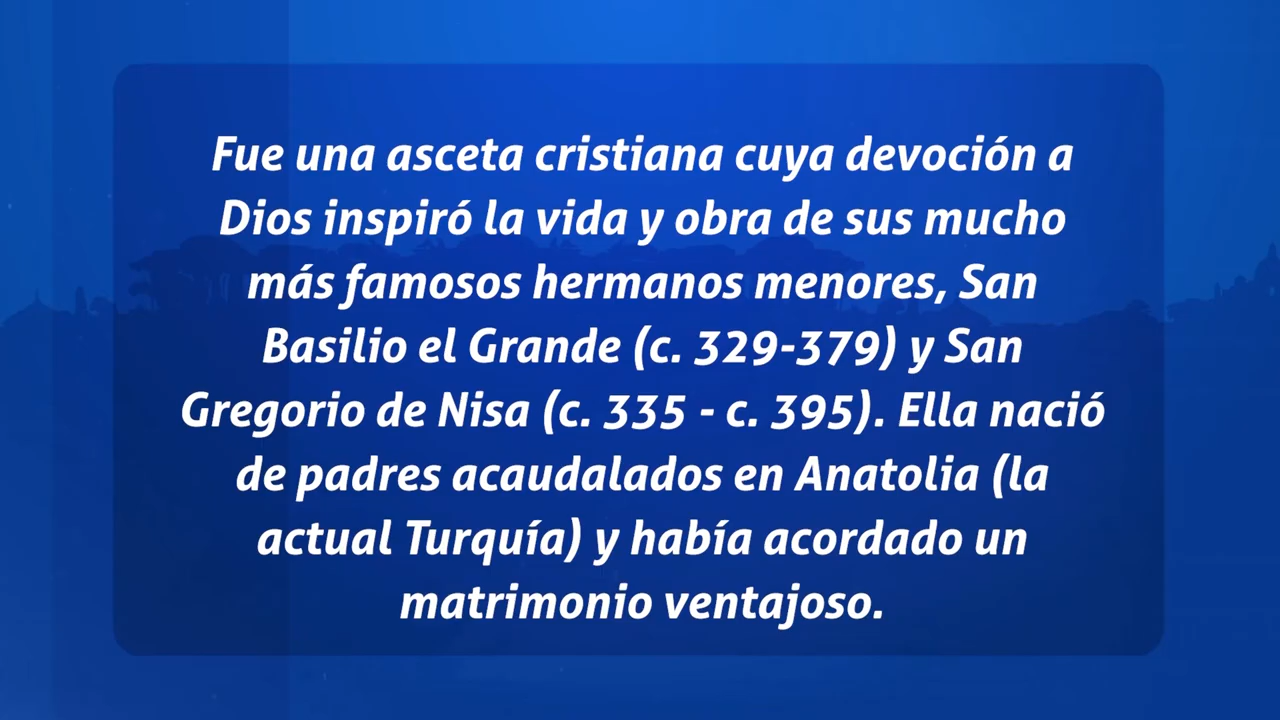 Fue una asceta cristiana cuya devoción a
Dios inspiró la vida y obra de sus mucho
más famosos hermanos menores, San
Basilio el Grande (c. 329-379) y San
Gregorio de Nisa (c. 335 - c. 395). Ella nació
de padres acaudalados en Anatolia (la
actual Turquía) y había acordado un
matrimonio ventajoso.